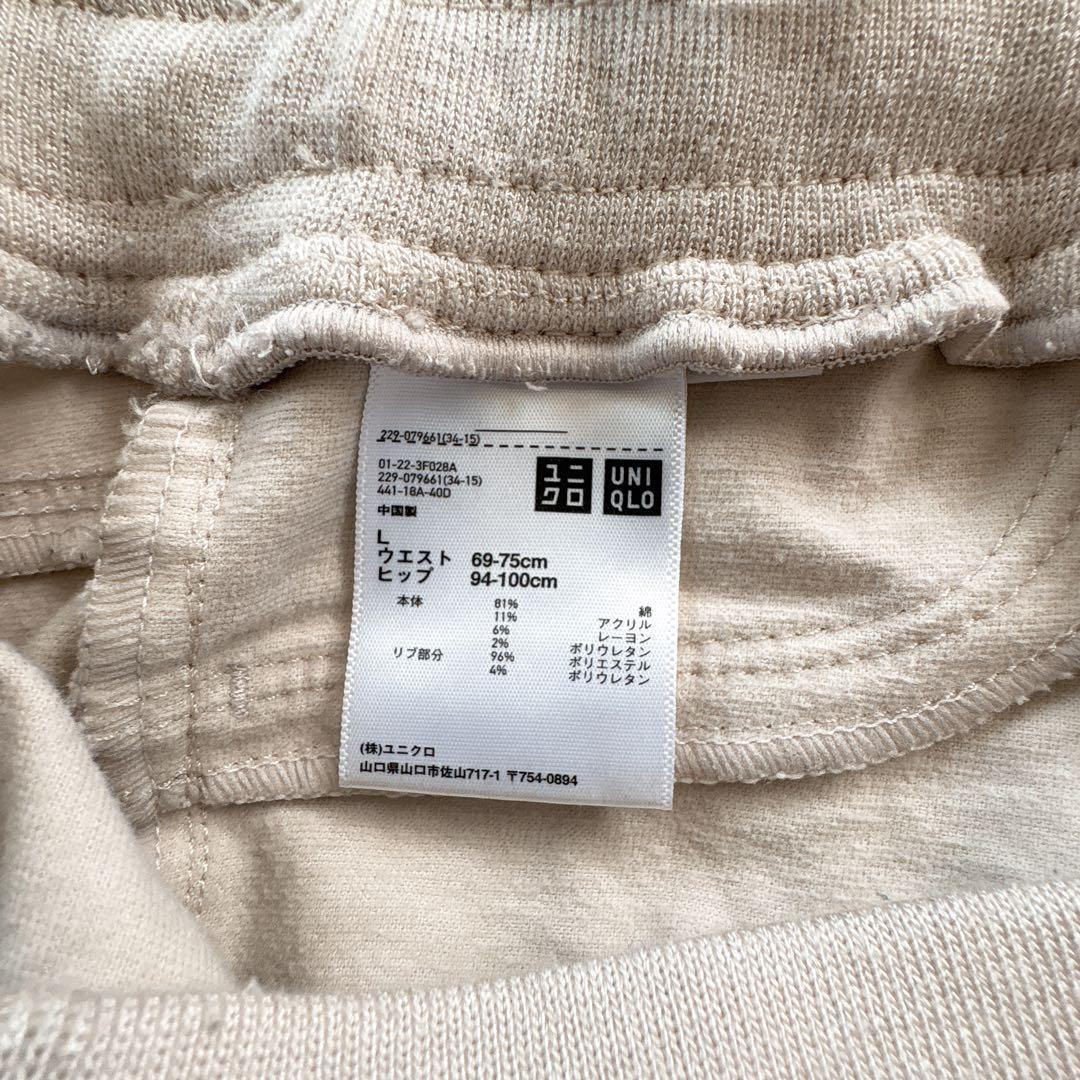 229-079661(34-15)
01-22-3F028A
229-079661(34-15)
441-18A-40D
ユニ
クロ
UNI
QLO
中国製
L
ウエスト 69-75cm
ヒップ 94-100cm
本体 81% 綿
11% アクリル
6% レーヨン
2% ポリウレタン
リブ部分 96% ポリエステル
4% ポリウレタン
(株)ユニクロ
山口県山口市佐山717-1 〒754-0894